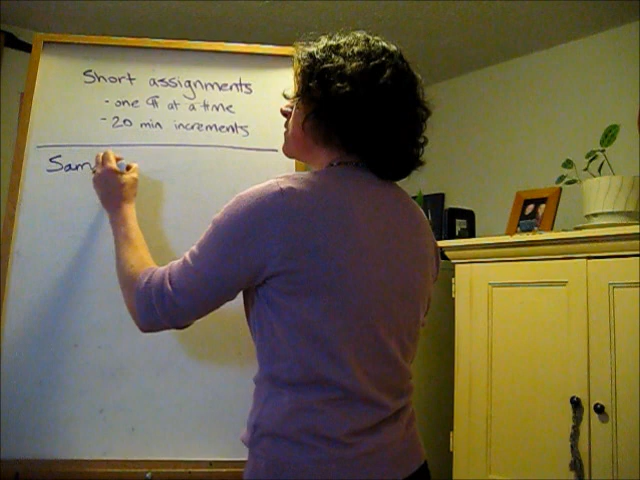 Short assignments
- one ¶ at a time
- 20 min increments
Sam